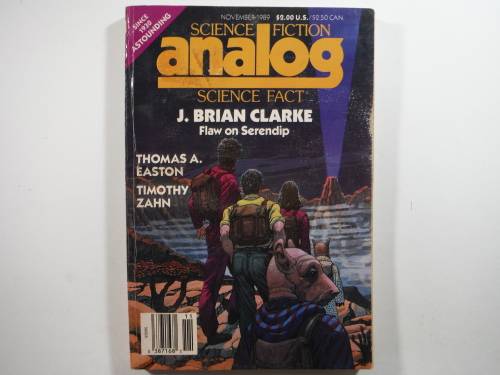 SINCE
1930
ASTOUNDING
NOVEMBER 1989 $2.00 U.S./$2.50 CAN.
SCIENCE FICTION
analog
SCIENCE FACT
J. BRIAN CLARKE
Flaw on Serendip
THOMAS A.
EASTON
TIMOTHY
ZAHN
11